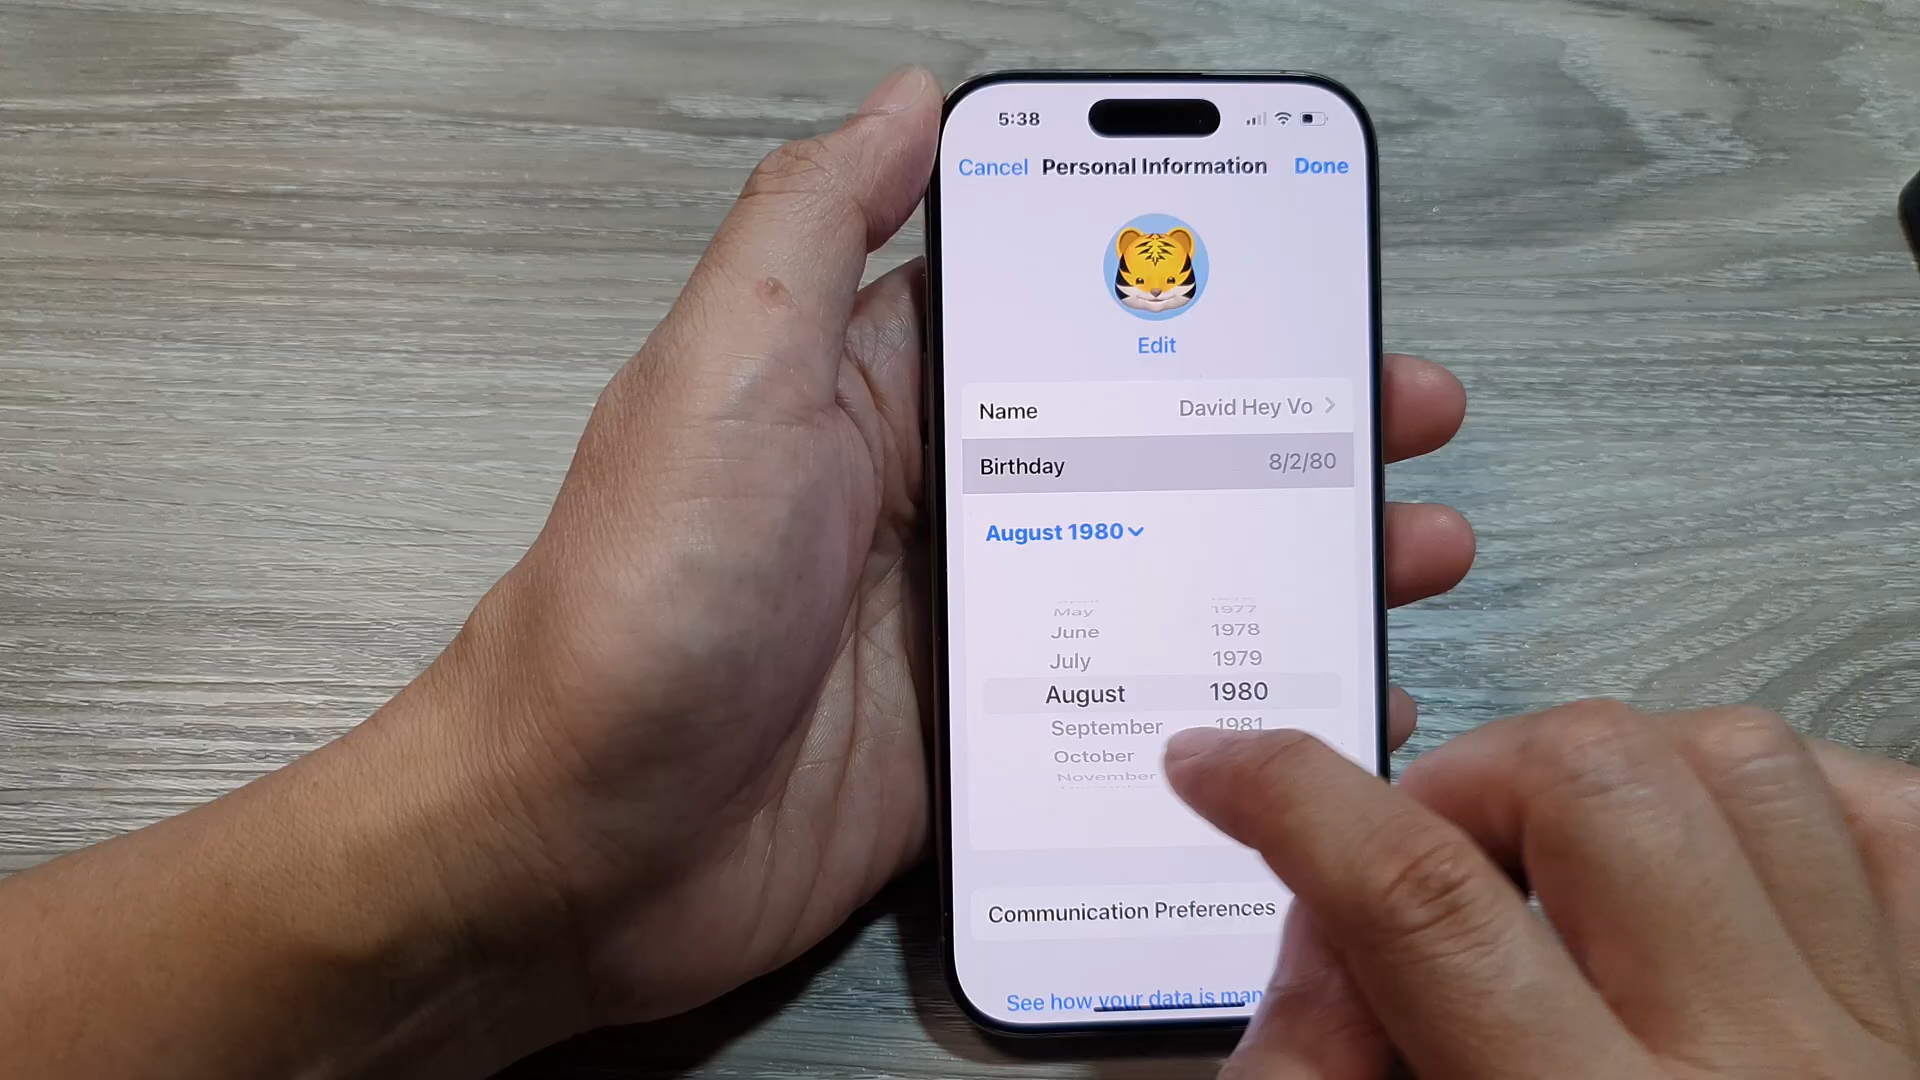 5:38
Cancel Personal Information Done
Edit
Name David Hey Vo
Birthday 8/2/80
August 1980
May 1977
June 1978
July 1979
August 1980
September 1981
October
November
Communication Preferences
See how your data is man